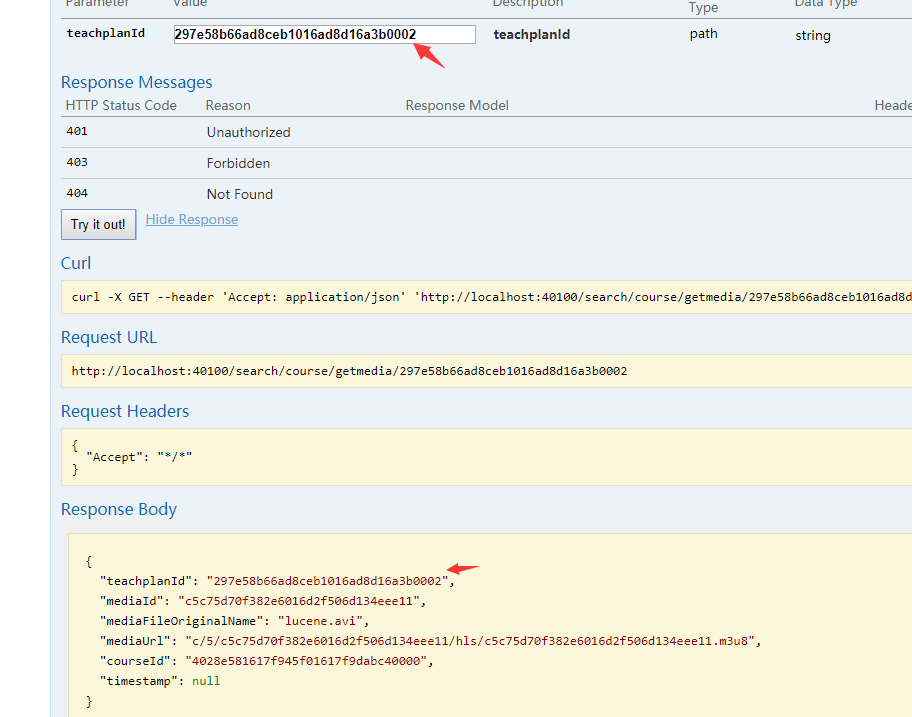 Parameter Value Description Type Data Type
teachplanId 297e58b66ad8ceb1016ad8d16a3b0002 teachplanId path string
Response Messages
HTTP Status Code Reason Response Model Heade
401 Unauthorized
403 Forbidden
404 Not Found
Try it out! Hide Response
Curl
curl -X GET --header 'Accept: application/json' 'http://localhost:40100/search/course/getmedia/297e58b66ad8ceb1016ad8d
Request URL
http://localhost:40100/search/course/getmedia/297e58b66ad8ceb1016ad8d16a3b0002
Request Headers
{
"Accept": "*/*"
}
Response Body
{
"teachplanId": "297e58b66ad8ceb1016ad8d16a3b0002",
"mediaId": "c5c75d70f382e6016d2f506d134eee11",
"mediaFileOriginalName": "lucene.avi",
"mediaUrl": "c/5/c5c75d70f382e6016d2f506d134eee11/hls/c5c75d70f382e6016d2f506d134eee11.m3u8",
"courseId": "4028e581617f945f01617f9dabc40000",
"timestamp": null
}